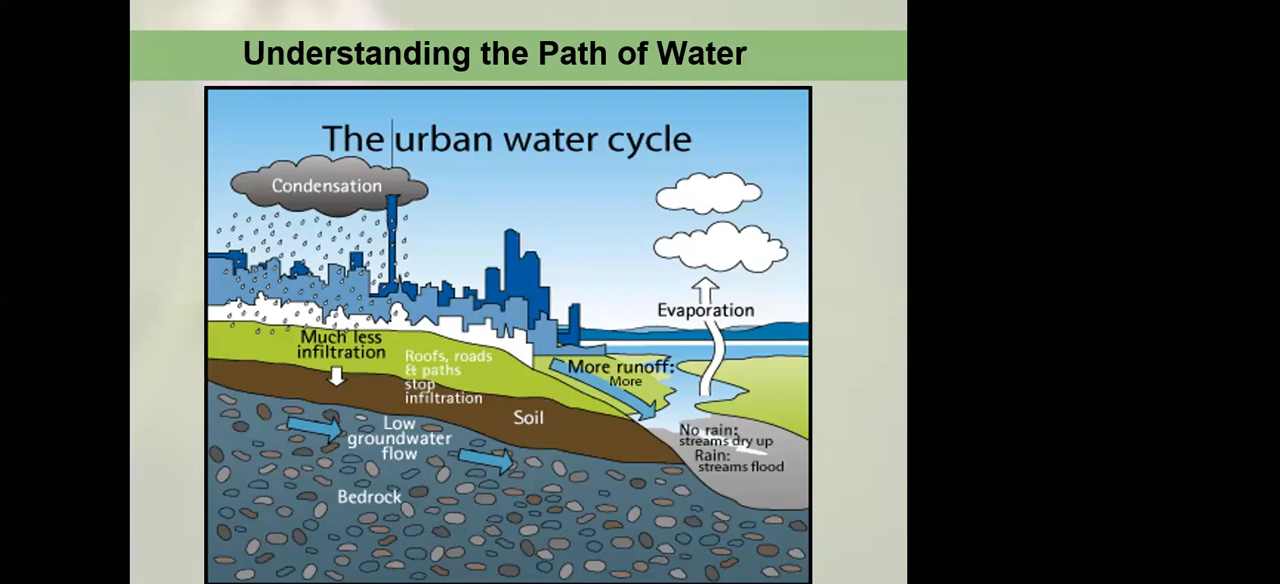 Understanding the Path of Water
The urban water cycle
Condensation
Evaporation
Much less
infiltration
Roofs, roads
& paths
stop
infiltration
More runoff:
More
Soil
Low
groundwater
flow
No rain:
streams dry up
Rain:
streams flood
Bedrock